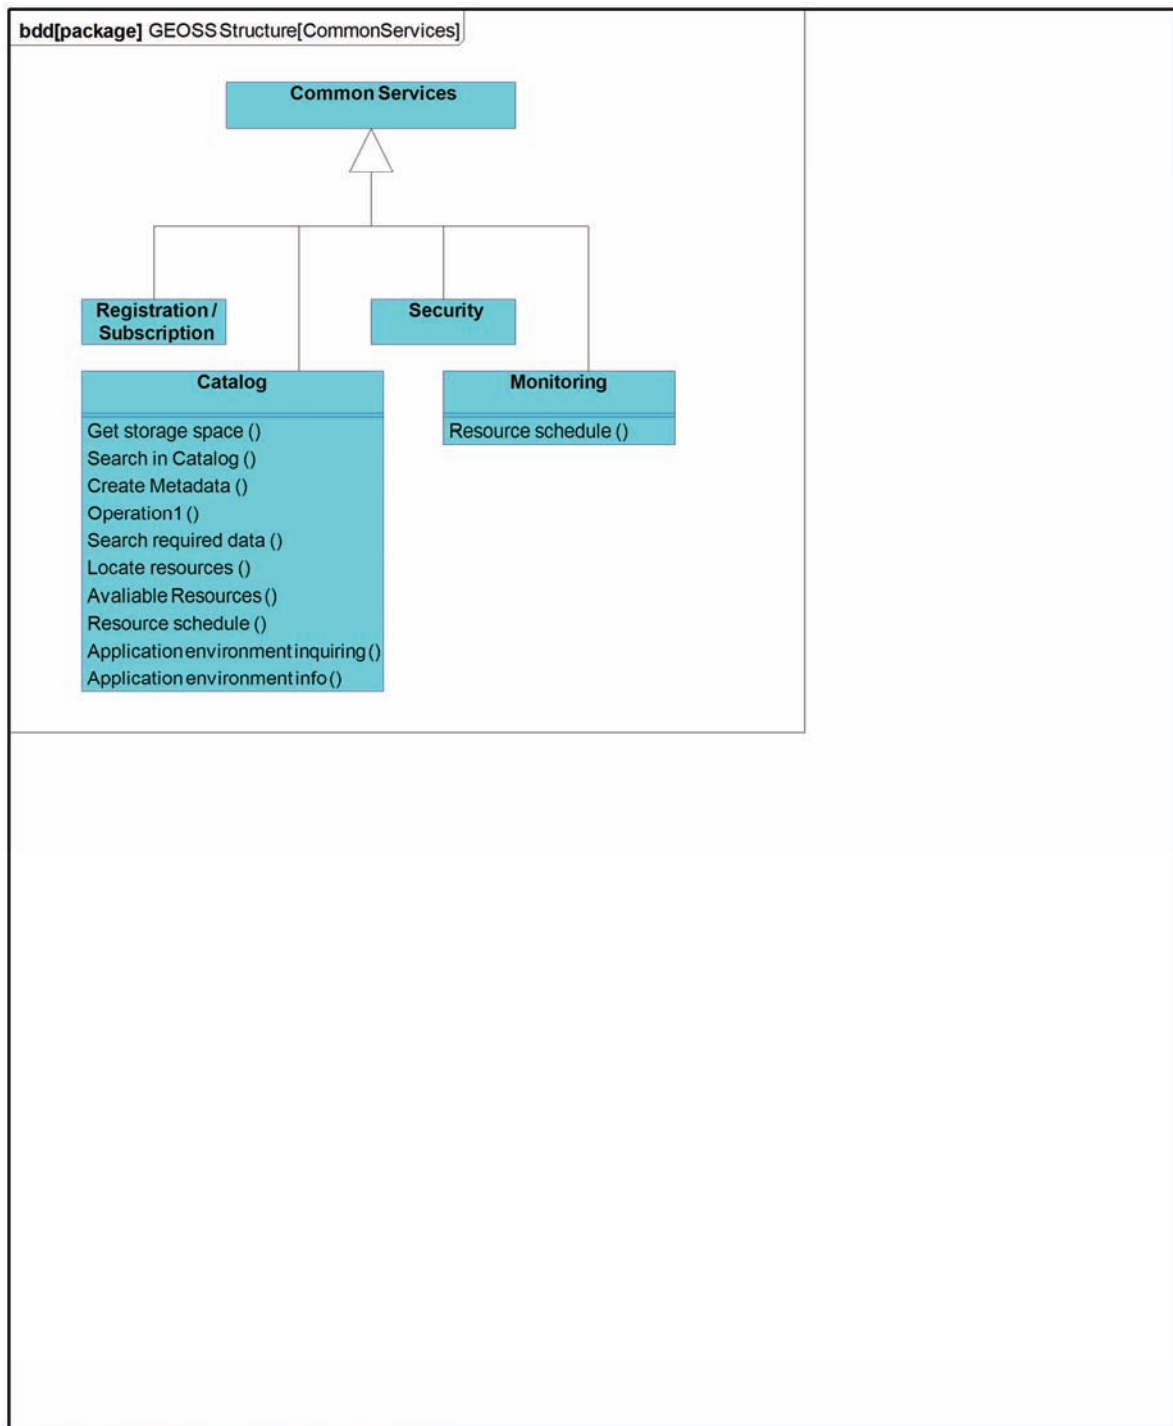 bdd[package] GEOSS Structure[CommonServices]
Common Services
Registration /
Subscription
Security
Catalog
Get storage space ()
Search in Catalog ()
Create Metadata ()
Operation1 ()
Search required data ()
Locate resources ()
Avaliable Resources ()
Resource schedule ()
Application environment inquiring ()
Application environment info ()
Monitoring
Resource schedule ()